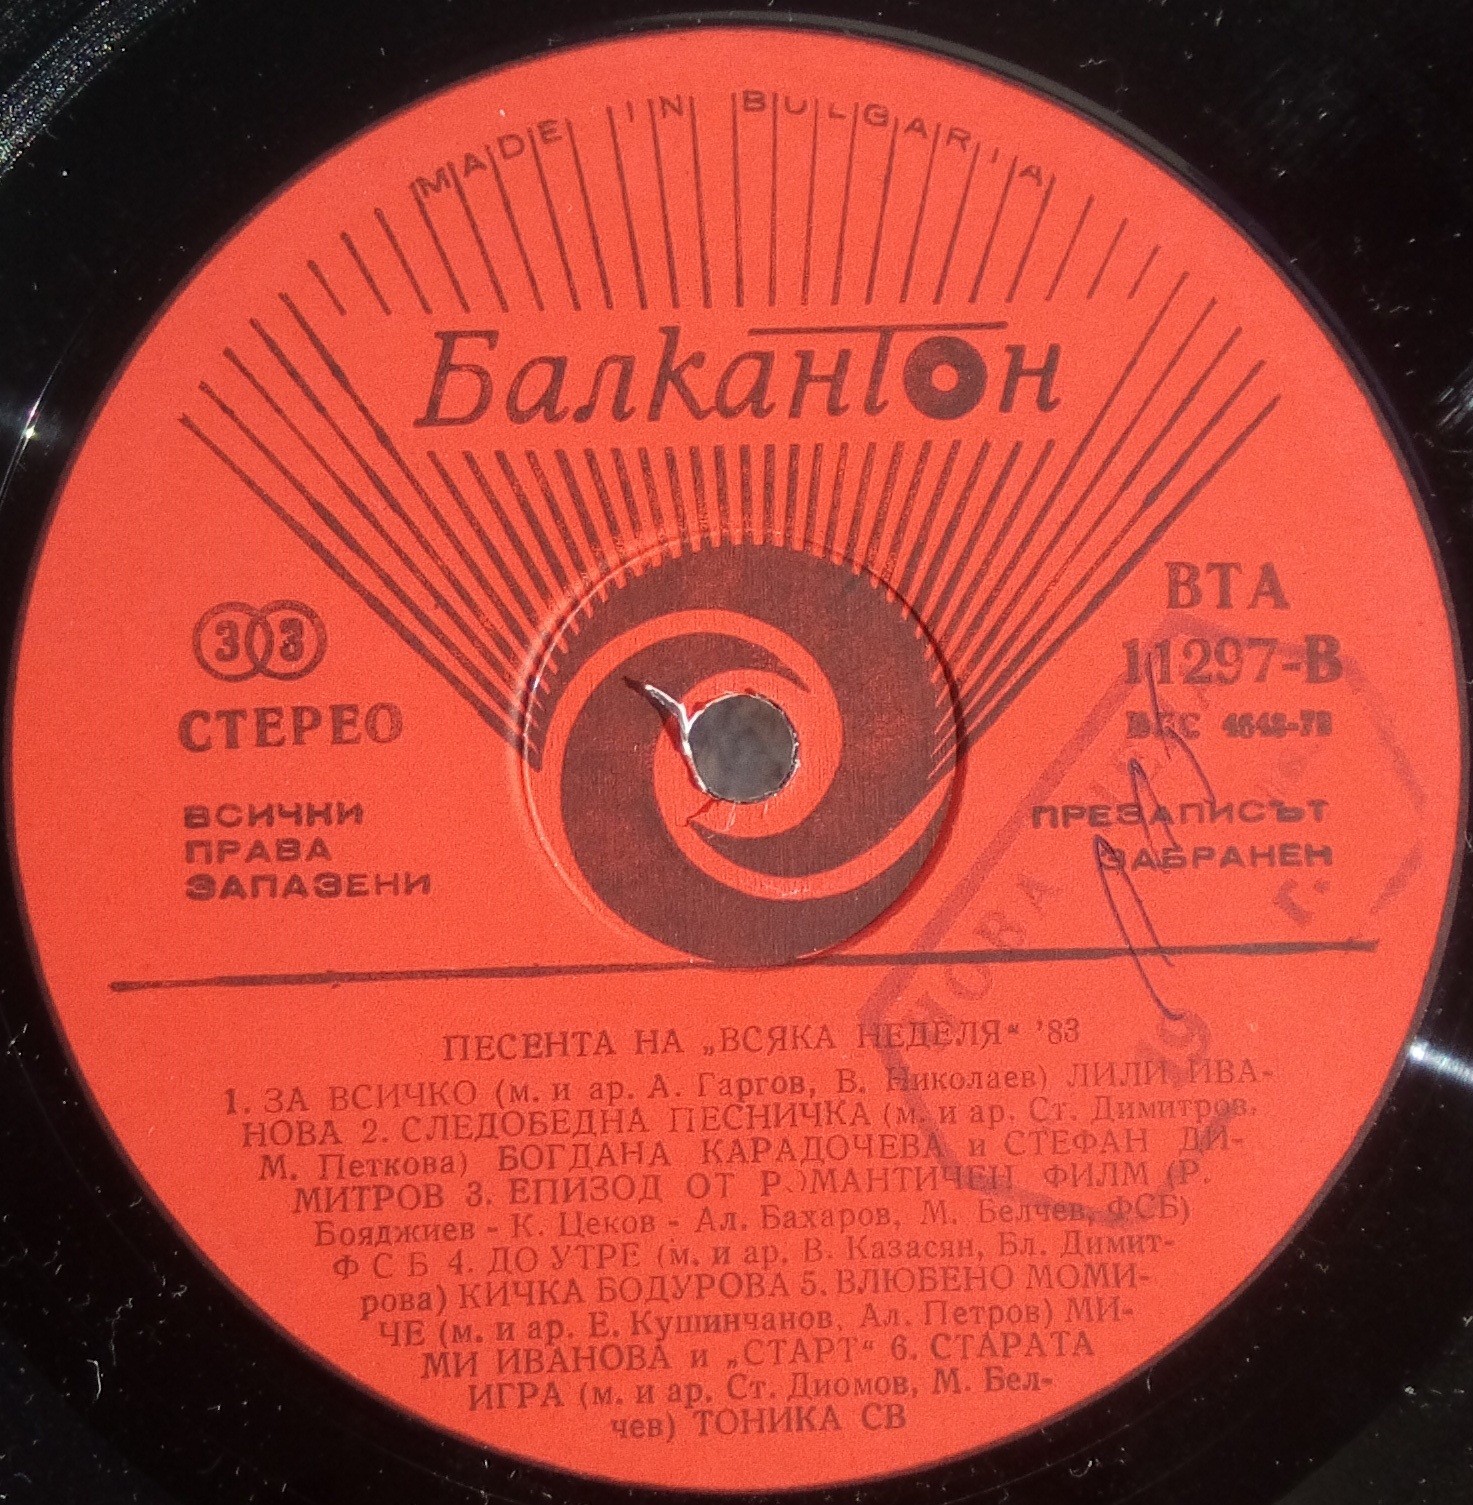 MADE IN BULGARIA
Балкантон
33
СТЕРЕО
ВСИЧНИ
ПРАВА
ЗАПАЗЕНИ
ВТА
11297-В
ПРЕЗАПИСЪТ
ЗАБРАНЕН
НОВА
19
г.
ПЕСЕНТА НА „ВСЯКА НЕДЕЛЯ“ '83
1. ЗА ВСИЧКО (м. и ар. А. Гаргов, В. Николаев) ЛИЛИ ИВА-
НОВА 2. СЛЕДОБЕДНА ПЕСНИЧКА (м. и ар. Ст. Димитров,
М. Петкова) БОГДАНА КАРАДОЧЕВА и СТЕФАН ДИ-
МИТРОВ 3. ЕПИЗОД ОТ РОМАНТИЧЕН ФИЛМ (Р.
Бояджиев - К. Цеков - Ал. Бахаров, М. Белчев, ФСБ)
Ф С Б 4. ДО УТРЕ (м. и ар. В. Казасян, Бл. Димит-
рова) КИЧКА БОДУРОВА 5. ВЛЮБЕНО МОМИ-
ЧЕ (м. и ар. Е. Кушинчанов, Ал. Петров) МИ-
МИ ИВАНОВА и „СТАРТ“ 6. СТАРАТА
ИГРА (м. и ар. Ст. Диомов, М. Бел-
чев) ТОНИКА СВ